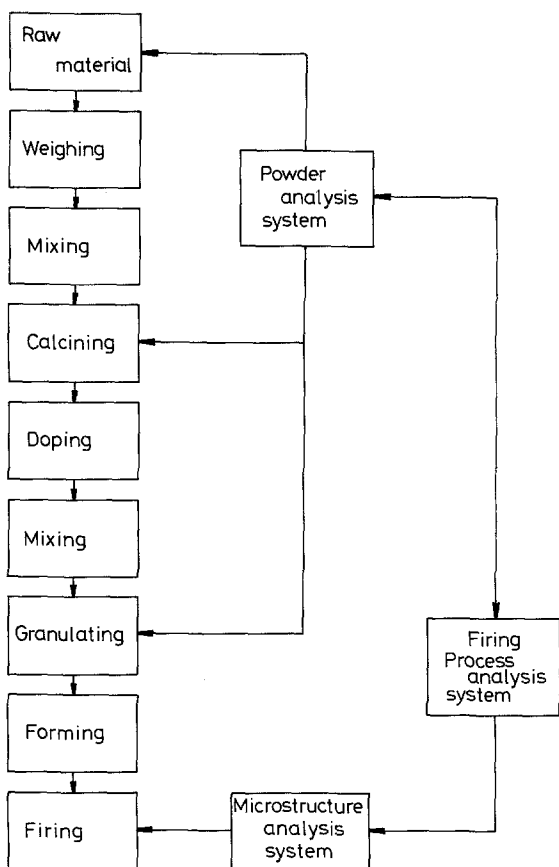 Raw
material
Weighing
Mixing
Calcining
Doping
Mixing
Granulating
Forming
Firing
Powder
analysis
system
Firing
Process
analysis
system
Microstructure
analysis
system